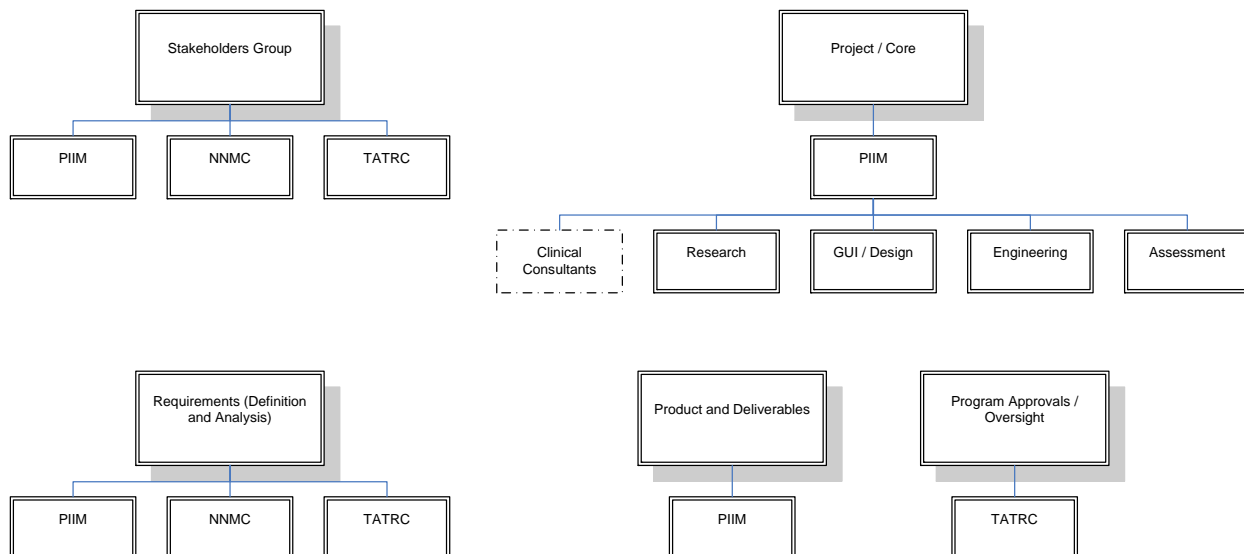 Stakeholders Group
PIIM
NNMC
TATRC
Project / Core
PIIM
Clinical
Consultants
Research
GUI / Design
Engineering
Assessment
Requirements (Definition
and Analysis)
PIIM
NNMC
TATRC
Product and Deliverables
PIIM
Program Approvals /
Oversight
TATRC